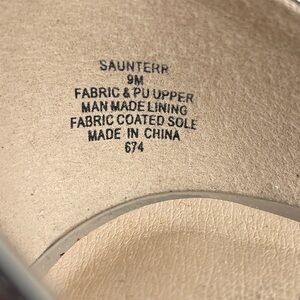 SAUNTERR
9M
FABRIC & PU UPPER
MAN MADE LINING
FABRIC COATED SOLE
MADE IN CHINA
674